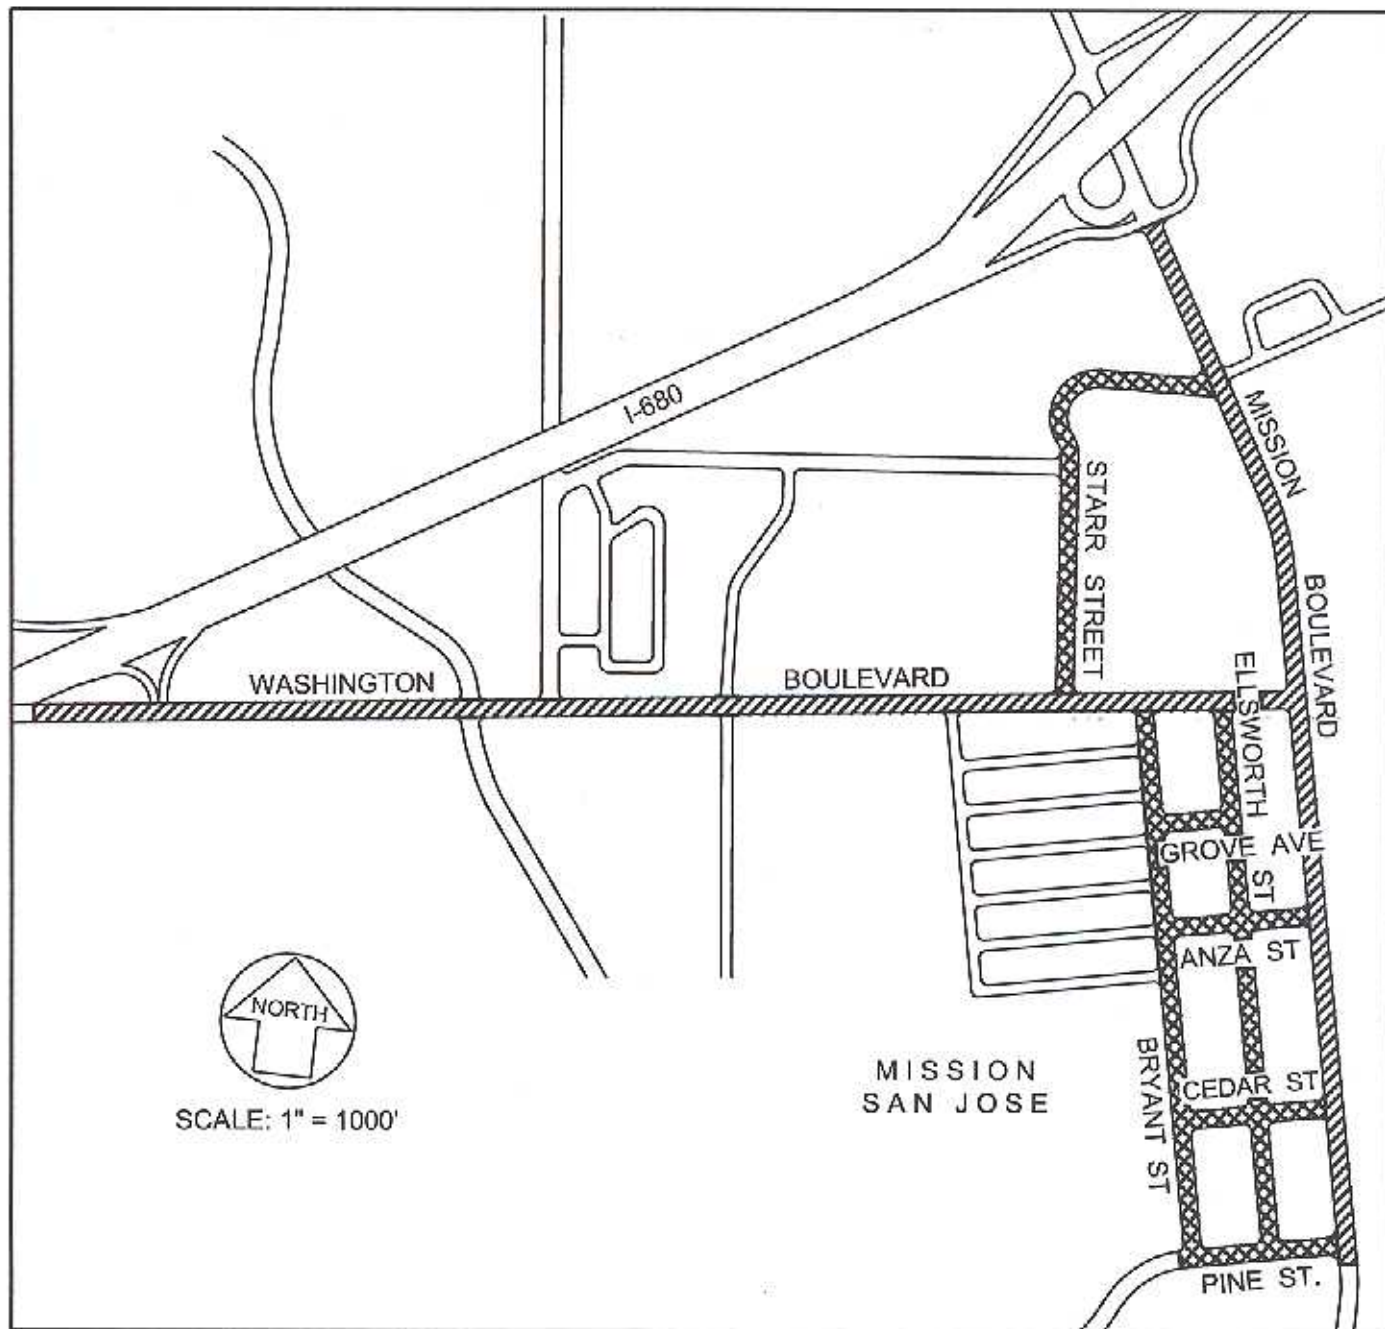 I-680
MISSION
BOULEVARD
STARR STREET
WASHINGTON
BOULEVARD
ELLSWORTH
ST
GROVE AVE
ANZA ST
NORTH
SCALE: 1" = 1000'
MISSION
SAN JOSE
BRYANT ST
CEDAR ST
PINE ST.